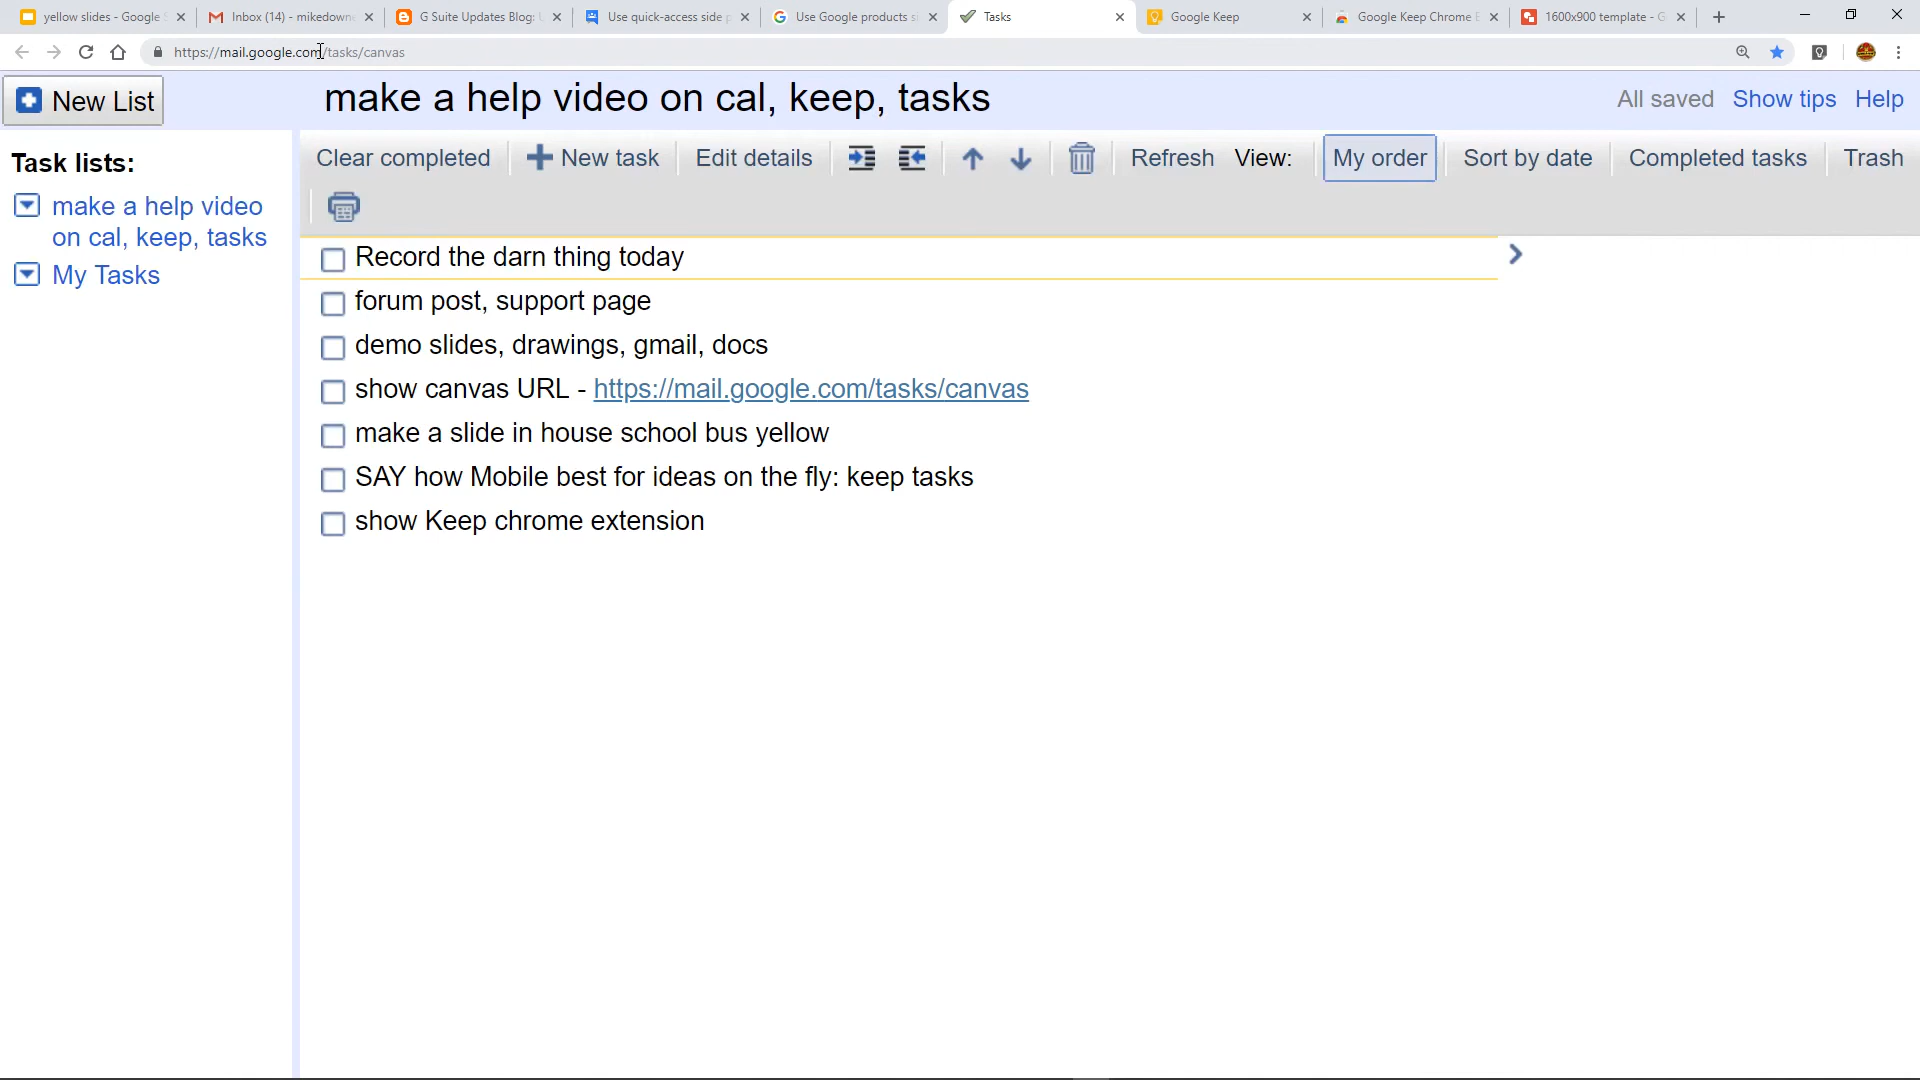 yellow slides - Google
Inbox (14) - mikedown
G Suite Updates Blog:
Use quick-access side p
Use Google products si
Tasks
Google Keep
Google Keep Chrome E
1600x900 template - G
https://mail.google.com/tasks/canvas
New List
make a help video on cal, keep, tasks
All saved
Show tips
Help
Task lists:
make a help video
on cal, keep, tasks
My Tasks
Clear completed
New task
Edit details
Refresh
View:
My order
Sort by date
Completed tasks
Trash
Record the darn thing today
forum post, support page
demo slides, drawings, gmail, docs
show canvas URL - https://mail.google.com/tasks/canvas
make a slide in house school bus yellow
SAY how Mobile best for ideas on the fly: keep tasks
show Keep chrome extension